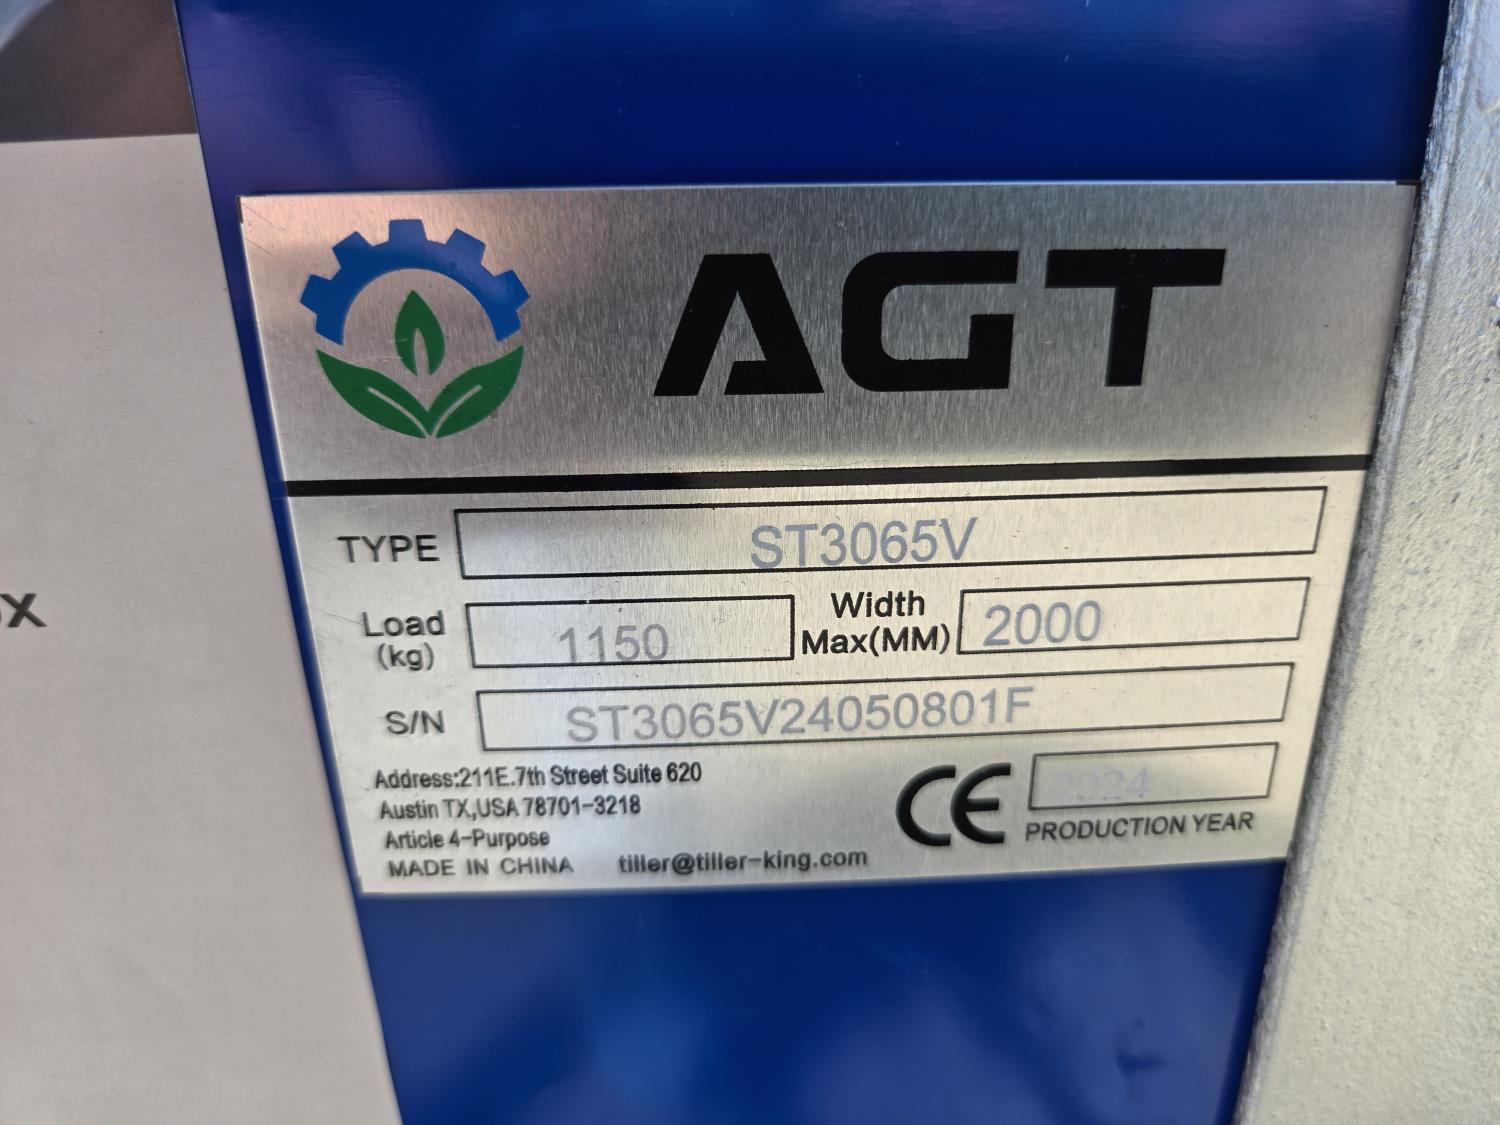 AGT
TYPE ST3065V
Load (kg) 1150 Width Max(MM) 2000
S/N ST3065V24050801F
Address:211E.7th Street Suite 620
Austin TX,USA 78701-3218
Article 4-Purpose
MADE IN CHINA tiller@tiller-king.com
CE 2024
PRODUCTION YEAR